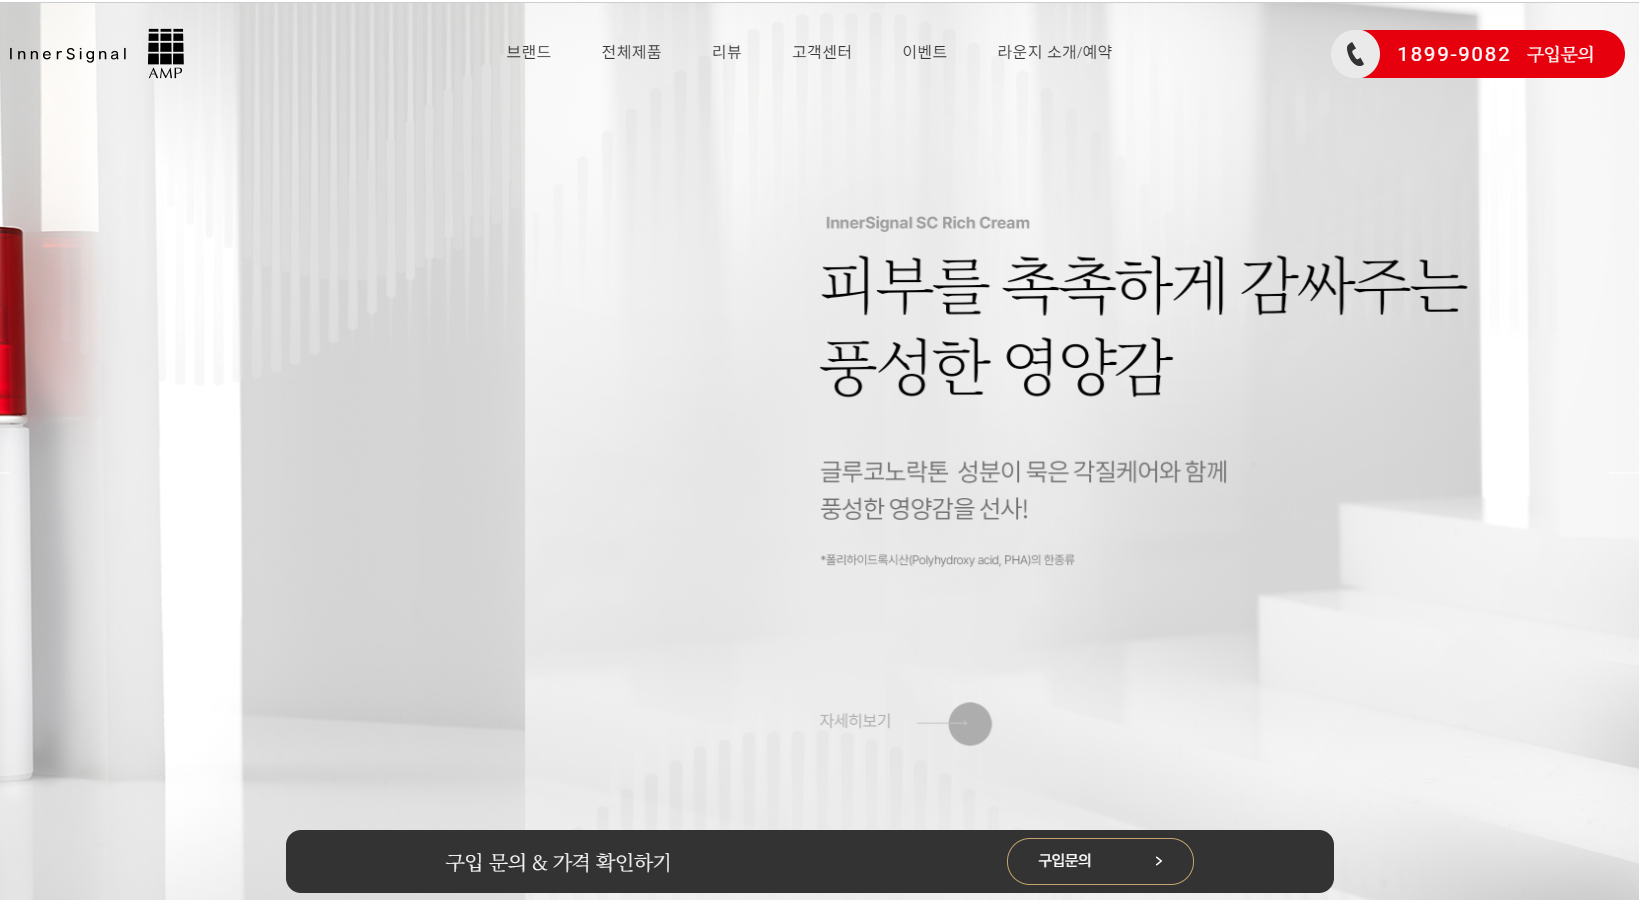 InnerSignal
AMP
브랜드
전체제품
리뷰
고객센터
이벤트
라운지 소개/예약
1899-9082 구입문의
InnerSignal SC Rich Cream
피부를 촉촉하게 감싸주는
풍성한 영양감
글루코노락톤 성분이 묵은 각질케어와 함께
풍성한 영양감을 선사!
*폴리하이드록시산(Polyhydroxy acid, PHA)의 한종류
자세히보기
구입 문의 & 가격 확인하기
구입문의 >